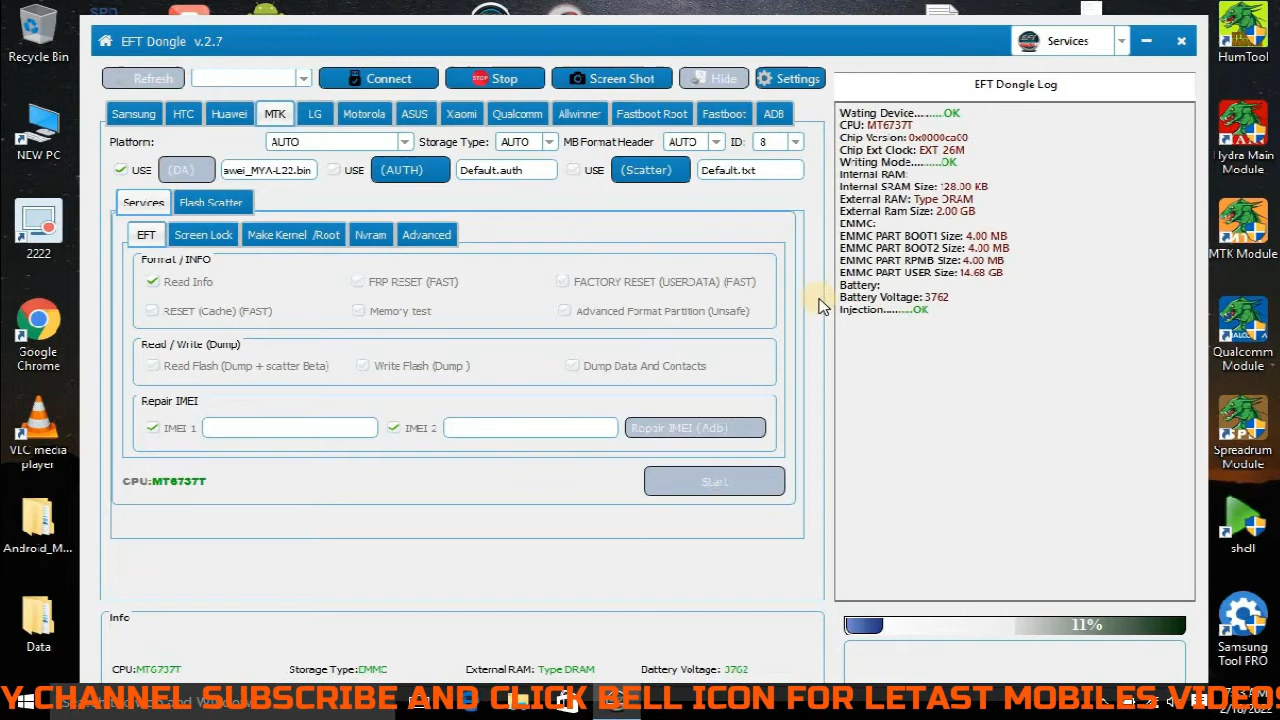 SPD
Recycle Bin
NEW PC
2222
Google
Chrome
VLC media
player
Android_M...
Data
EFT Dongle v.2.7
Services
Refresh
Connect
STOP Stop
Screen Shot
Hide
Settings
Samsung HTC Huawei MTK LG Motorola ASUS Xiaomi Qualcomm Allwinner Fastboot Root Fastboot ADB
Platform: AUTO Storage Type: AUTO MB Format Header AUTO ID: 8
USE (DA) awei_MYA-L22.bin USE (AUTH) Default.auth USE (Scatter) Default.txt
Services Flash Scatter
EFT Screen Lock Make Kernel /Root Nvram Advanced
Format / INFO
Read Info FRP RESET (FAST) FACTORY RESET (USERDATA) (FAST)
RESET (Cache) (FAST) Memory test Advanced Format Partition (Unsafe)
Read / Write (Dump)
Read Flash (Dump + scatter Beta) Write Flash (Dump ) Dump Data And Contacts
Repair IMEI
IMEI 1 IMEI 2 Repair IMEI (Adb)
CPU:MT6737T Start
Info
CPU:MT6737T Storage Type:EMMC External RAM: Type DRAM Battery Voltage: 3762
EFT Dongle Log
Wating Device.........OK
CPU: MT6737T
Chip Version: 0x0000ca00
Chip Ext Clock: EXT_26M
Writing Mode..........OK
Internal RAM:
Internal SRAM Size: 128.00 KB
External RAM: Type DRAM
External Ram Size: 2.00 GB
EMMC:
EMMC PART BOOT1 Size: 4.00 MB
EMMC PART BOOT2 Size: 4.00 MB
EMMC PART RPMB Size: 4.00 MB
EMMC PART USER Size: 14.68 GB
Battery:
Battery Voltage: 3762
Injection..........OK
11%
HumTool
Hydra Main
Module
MTK Module
Qualcomm
Module
Spreadrum
Module
shell
Samsung
Tool PRO
Y CHANNEL SUBSCRIBE AND CLICK BELL ICON FOR LETAST MOBILES VIDEOS